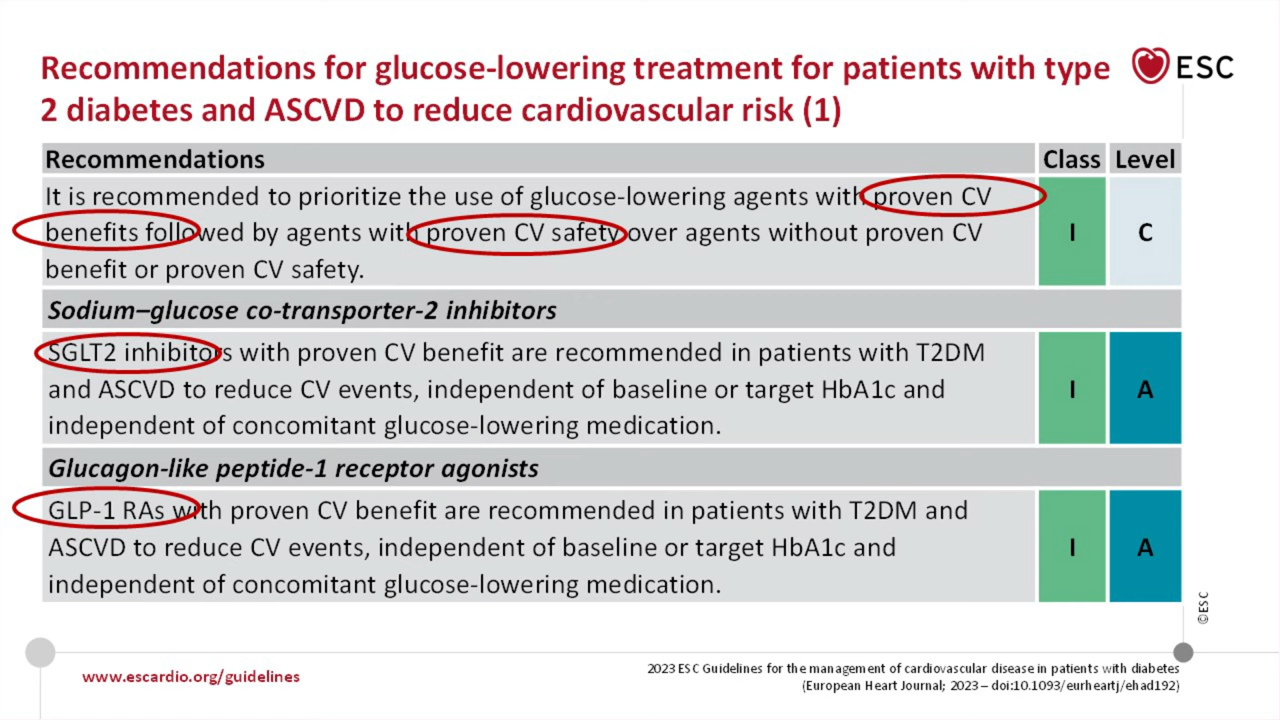 Recommendations for glucose-lowering treatment for patients with type
2 diabetes and ASCVD to reduce cardiovascular risk (1)
ESC
Recommendations Class Level
It is recommended to prioritize the use of glucose-lowering agents with proven CV
benefits followed by agents with proven CV safety over agents without proven CV
benefit or proven CV safety.
I C
Sodium–glucose co-transporter-2 inhibitors
SGLT2 inhibitors with proven CV benefit are recommended in patients with T2DM
and ASCVD to reduce CV events, independent of baseline or target HbA1c and
independent of concomitant glucose-lowering medication.
I A
Glucagon-like peptide-1 receptor agonists
GLP-1 RAs with proven CV benefit are recommended in patients with T2DM and
ASCVD to reduce CV events, independent of baseline or target HbA1c and
independent of concomitant glucose-lowering medication.
I A
©ESC
www.escardio.org/guidelines
2023 ESC Guidelines for the management of cardiovascular disease in patients with diabetes
(European Heart Journal; 2023 – doi:10.1093/eurheartj/ehad192)